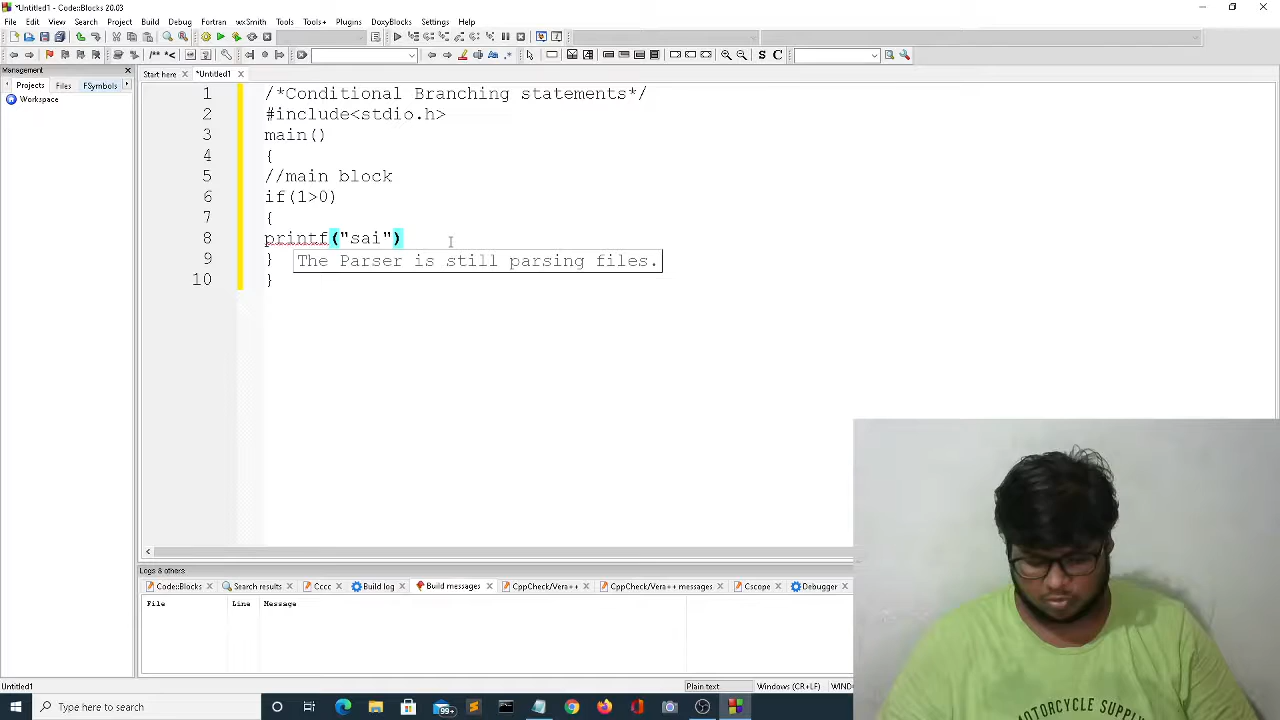 *Untitled1 - Code::Blocks 20.03
File Edit View Search Project Build Debug Fortran wxSmith Tools Tools+ Plugins DoxyBlocks Settings Help
/** *<
S C
Management
Start here *Untitled1
Projects Files FSymbols
Workspace
1 /*Conditional Branching statements*/
2 #include<stdio.h>
3 main()
4 {
5 //main block
6 if(1>0)
7 {
8 printf("sai")
9 }
The Parser is still parsing files.
10 }
Logs & others
Code::Blocks Search results Cccc Build log Build messages CppCheck/Vera++ CppCheck/Vera++ messages Cscope Debugger
File Line Message
Untitled1 Plain text Windows (CR+LF)
Type here to search
99+
MOTORCYCLE SUPPLY